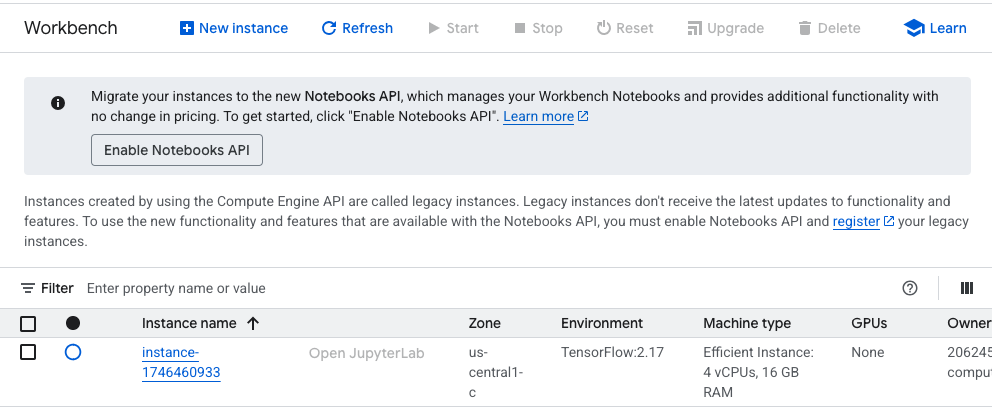 Workbench New instance Refresh Start Stop Reset Upgrade Delete Learn
Migrate your instances to the new Notebooks API, which manages your Workbench Notebooks and provides additional functionality with
no change in pricing. To get started, click "Enable Notebooks API". Learn more
Enable Notebooks API
Instances created by using the Compute Engine API are called legacy instances. Legacy instances don't receive the latest updates to functionality and
features. To use the new functionality and features that are available with the Notebooks API, you must enable Notebooks API and register your legacy
instances.
Filter Enter property name or value
Instance name Zone Environment Machine type GPUs Owner
instance- Open JupyterLab us- TensorFlow:2.17 Efficient Instance: None 206245
1746460933 central1- 4 vCPUs, 16 GB comput
c RAM